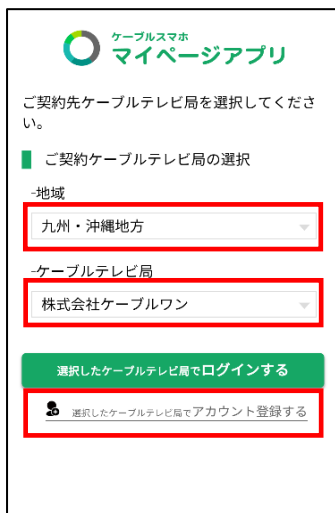 ケーブルスマホ
マイページアプリ
ご契約先ケーブルテレビ局を選択してくださ
い。
ご契約ケーブルテレビ局の選択
-地域
九州・沖縄地方
-ケーブルテレビ局
株式会社ケーブルワン
選択したケーブルテレビ局でログインする
選択したケーブルテレビ局でアカウント登録する